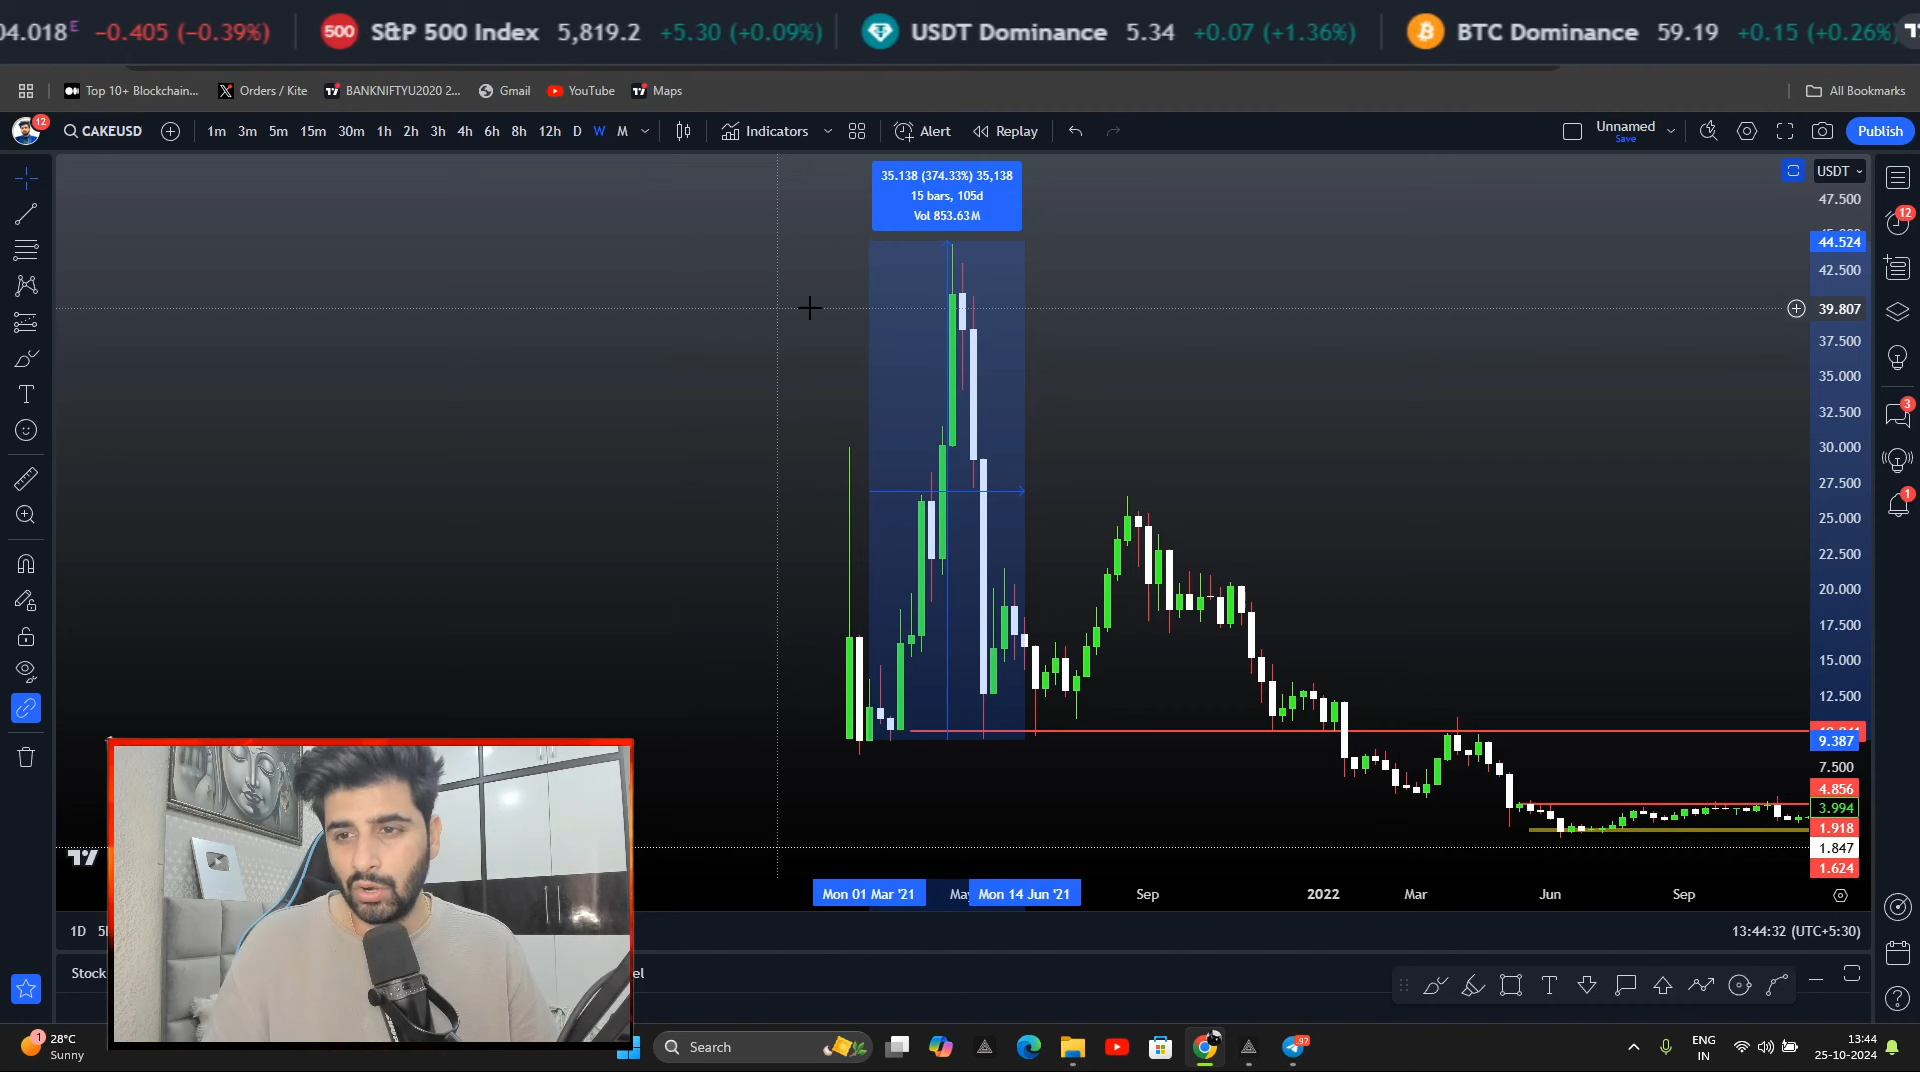 04.018E −0.405 (−0.39%) 500 S&P 500 Index 5,819.2 +5.30 (+0.09%) USDT Dominance 5.34 +0.07 (+1.36%) BTC Dominance 59.19 +0.15 (+0.26%)
Top 10+ Blockchain... Orders / Kite BANKNIFTYU2020 2... Gmail YouTube Maps All Bookmarks
12 CAKEUSD 1m 3m 5m 15m 30m 1h 2h 3h 4h 6h 8h 12h D W M Indicators Alert Replay Unnamed Publish
Save
35.138 (374.33%) 35,138
15 bars, 105d
Vol 853.63M
USDT
47.500
44.524
42.500
39.807
37.500
35.000
32.500
30.000
27.500
25.000
22.500
20.000
17.500
15.000
12.500
9.387
7.500
4.856
3.994
1.918
1.847
1.624
12
3
1
Mon 01 Mar '21 Mon 14 Jun '21 Sep 2022 Mar Jun Sep
1D 13:44:32 (UTC+5:30)
Stock
28°C
Sunny
1
Search
97
ENG
IN
13:44
25-10-2024